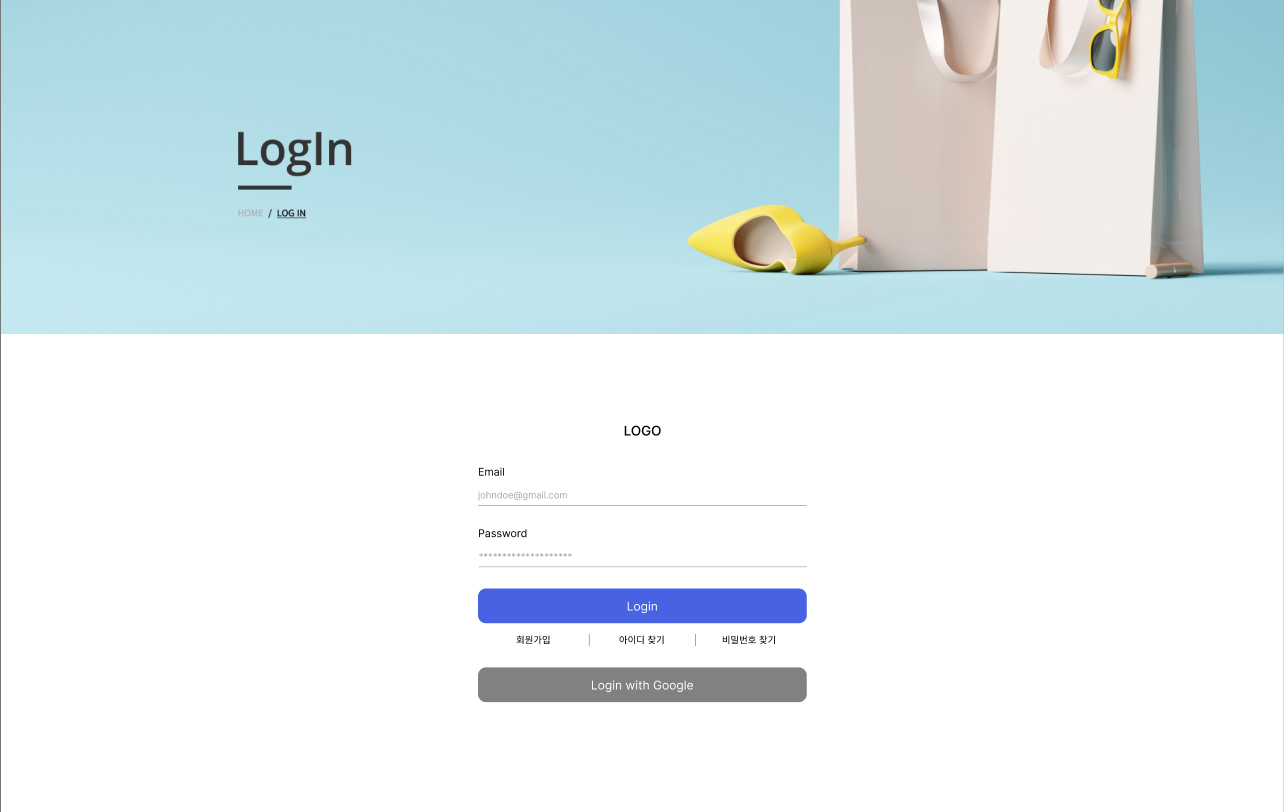 LogIn
HOME / LOG IN
LOGO
Email
johndoe@gmail.com
Password
********************
Login
회원가입 | 아이디 찾기 | 비밀번호 찾기
Login with Google